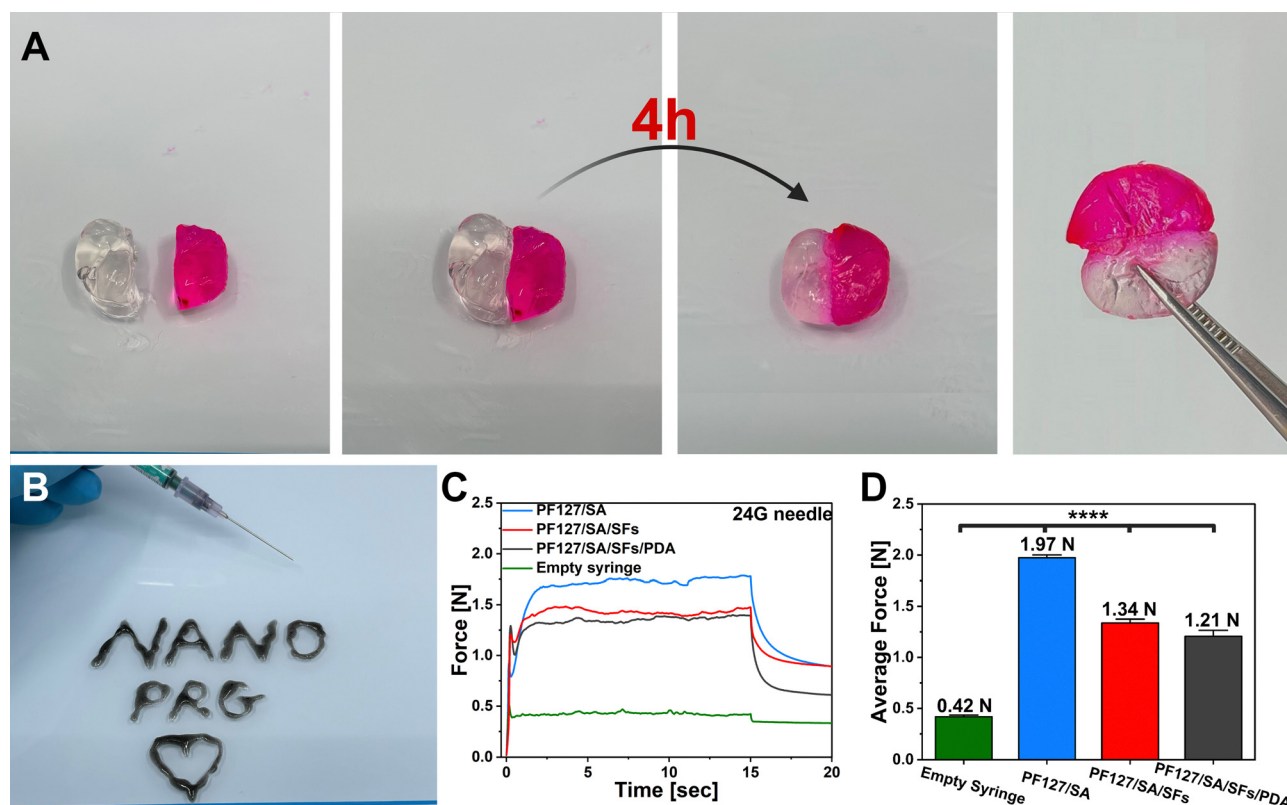 A
4h
B
NANO
PRG
C
24G needle
PF127/SA
PF127/SA/SFs
PF127/SA/SFs/PDA
Empty syringe
Force [N]
2.5
2.0
1.5
1.0
0.5
0.0
0 5 10 15 20
Time [sec]
D
****
Average Force [N]
2.5
2.0
1.5
1.0
0.5
0.0
0.42 N
1.97 N
1.34 N
1.21 N
Empty Syringe
PF127/SA
PF127/SA/SFs
PF127/SA/SFs/PDA